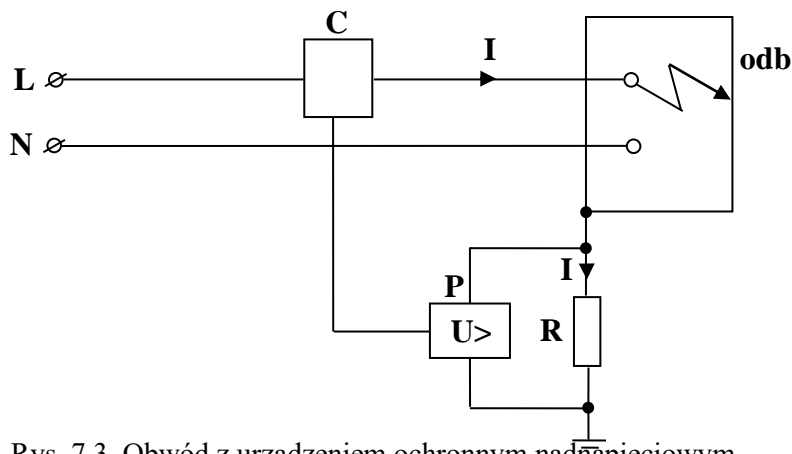 C
I
odb
L
N
I
P
U>
R
Rys. 7.3. Obwód z urządzeniem ochronnym nadnapięciowym